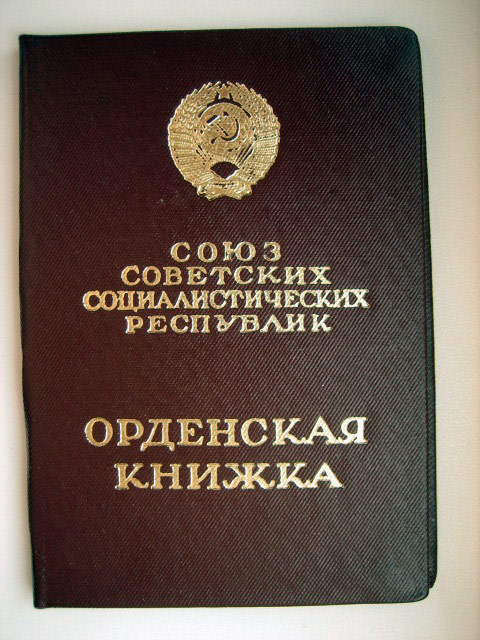 СОЮЗ
СОВЕТСКИХ
СОЦИАЛИСТИЧЕСКИХ
РЕСПУБЛИК
ОРДЕНСКАЯ
КНИЖКА